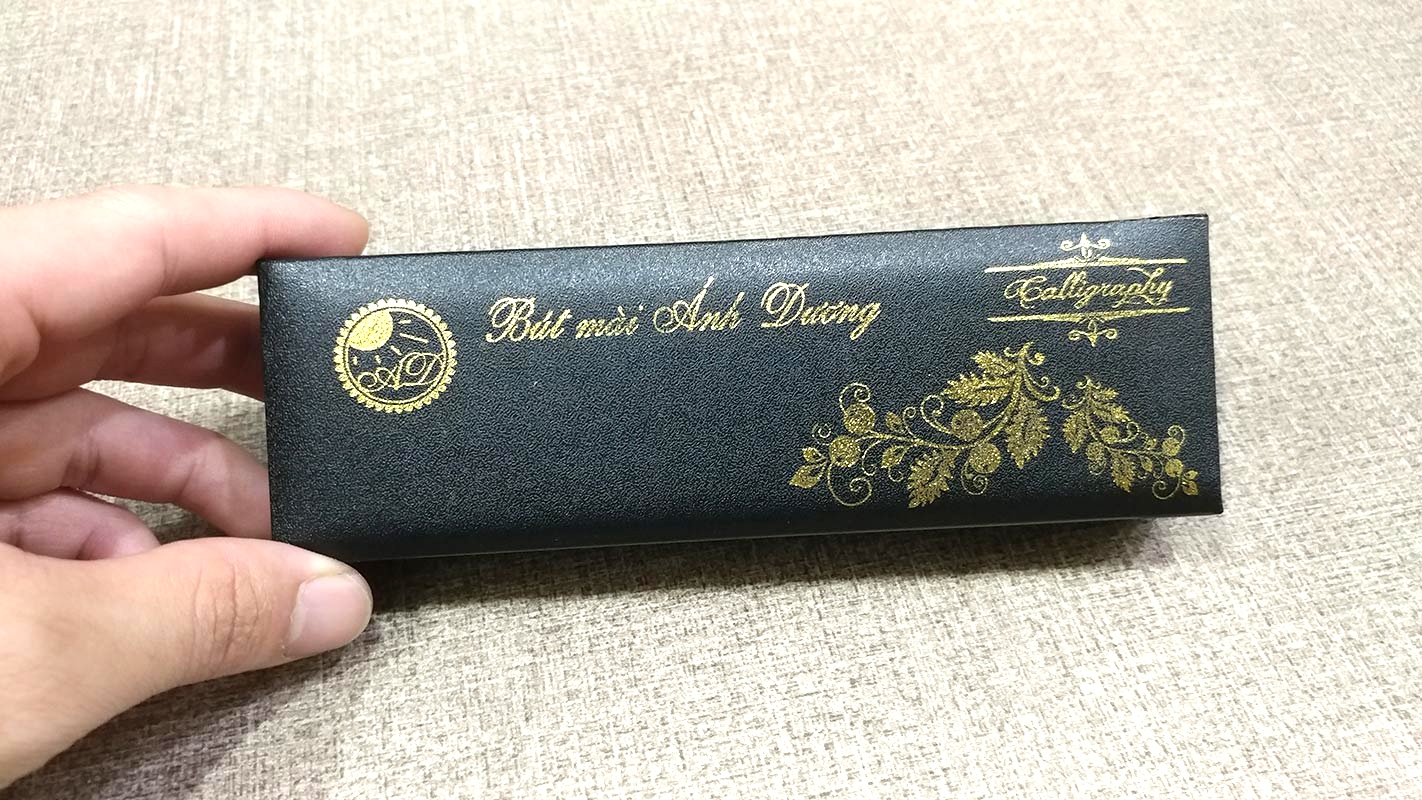 Bút mài Ánh Dương
Calligraphy
AD